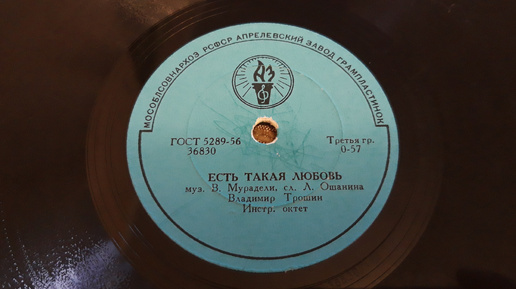 МОСОБЛСОВНАРХОЗ РСФСР АПРЕЛЕВСКИЙ ЗАВОД ГРАМПЛАСТИНОК
АЗ
ГОСТ 5289-56
36830
Третья гр.
0-57
ЕСТЬ ТАКАЯ ЛЮБОВЬ
муз. В. Мурадели, сл. Л. Ошанина
Владимир Трошин
Инстр. октет